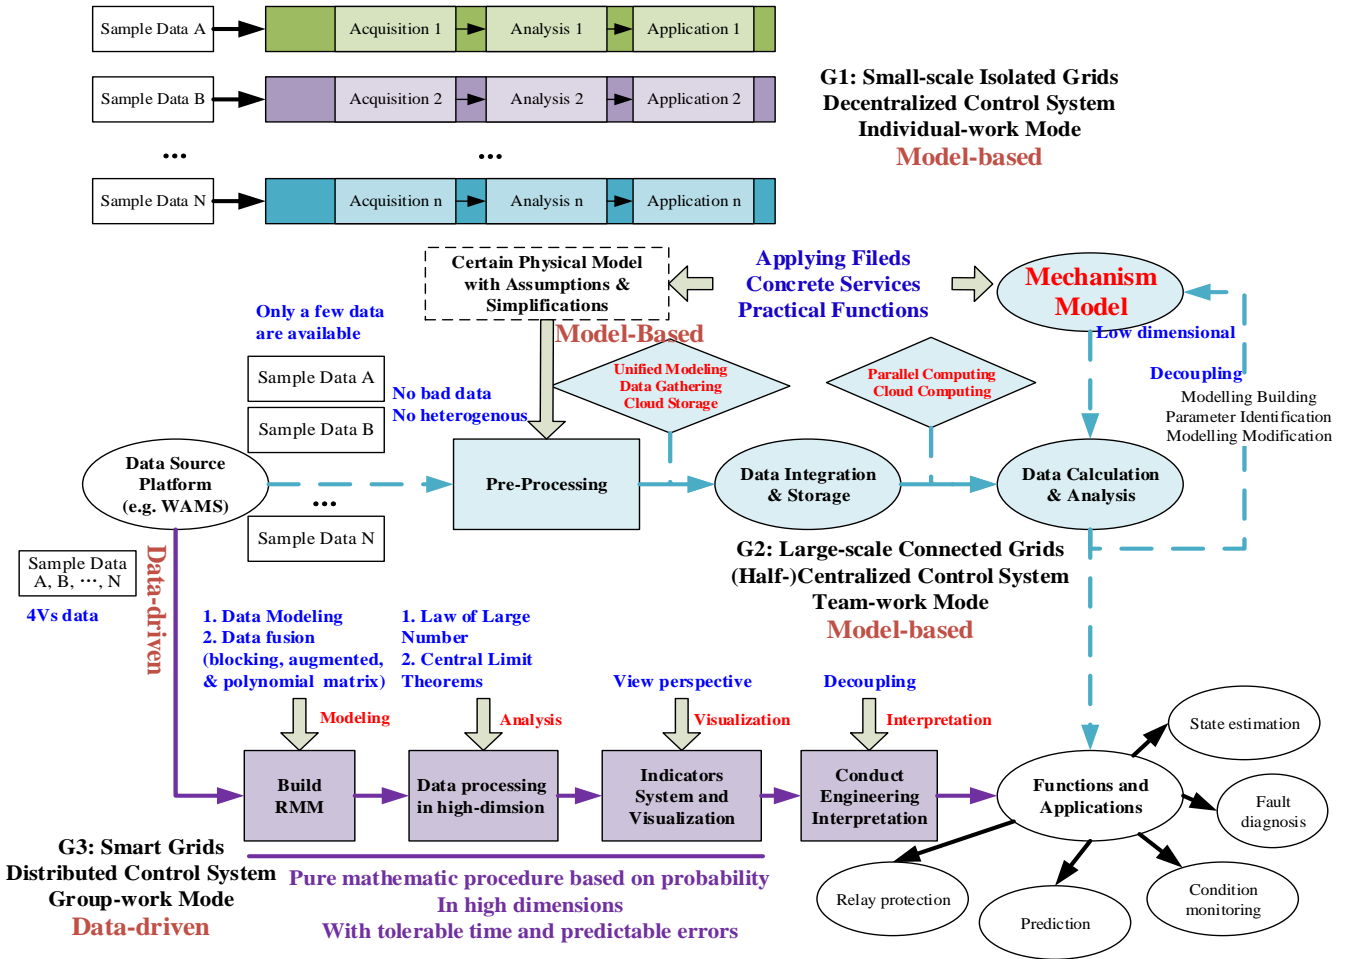 Sample Data A
Acquisition 1
Analysis 1
Application 1
Sample Data B
Acquisition 2
Analysis 2
Application 2
...
...
Sample Data N
Acquisition n
Analysis n
Application n
G1: Small-scale Isolated Grids
Decentralized Control System
Individual-work Mode
Model-based
Certain Physical Model
with Assumptions &
Simplifications
Applying Fileds
Concrete Services
Practical Functions
Mechanism
Model
Only a few data
are available
Model-Based
Low dimensional
Sample Data A
No bad data
No heterogenous
Sample Data B
Unified Modeling
Data Gathering
Cloud Storage
Parallel Computing
Cloud Computing
Decoupling
Modelling Building
Parameter Identification
Modelling Modification
Data Source
Platform
(e.g. WAMS)
...
Sample Data N
Pre-Processing
Data Integration
& Storage
Data Calculation
& Analysis
G2: Large-scale Connected Grids
(Half-)Centralized Control System
Team-work Mode
Model-based
Sample Data
A, B, ···, N
4Vs data
Data-driven
1. Data Modeling
2. Data fusion
(blocking, augmented,
& polynomial matrix)
1. Law of Large
Number
2. Central Limit
Theorems
View perspective
Decoupling
Modeling
Analysis
Visualization
Interpretation
Build
RMM
Data processing
in high-dimsion
Indicators
System and
Visualization
Conduct
Engineering
Interpretation
Functions and
Applications
State estimation
Fault
diagnosis
Condition
monitoring
Prediction
Relay protection
G3: Smart Grids
Distributed Control System
Group-work Mode
Data-driven
Pure mathematic procedure based on probability
In high dimensions
With tolerable time and predictable errors